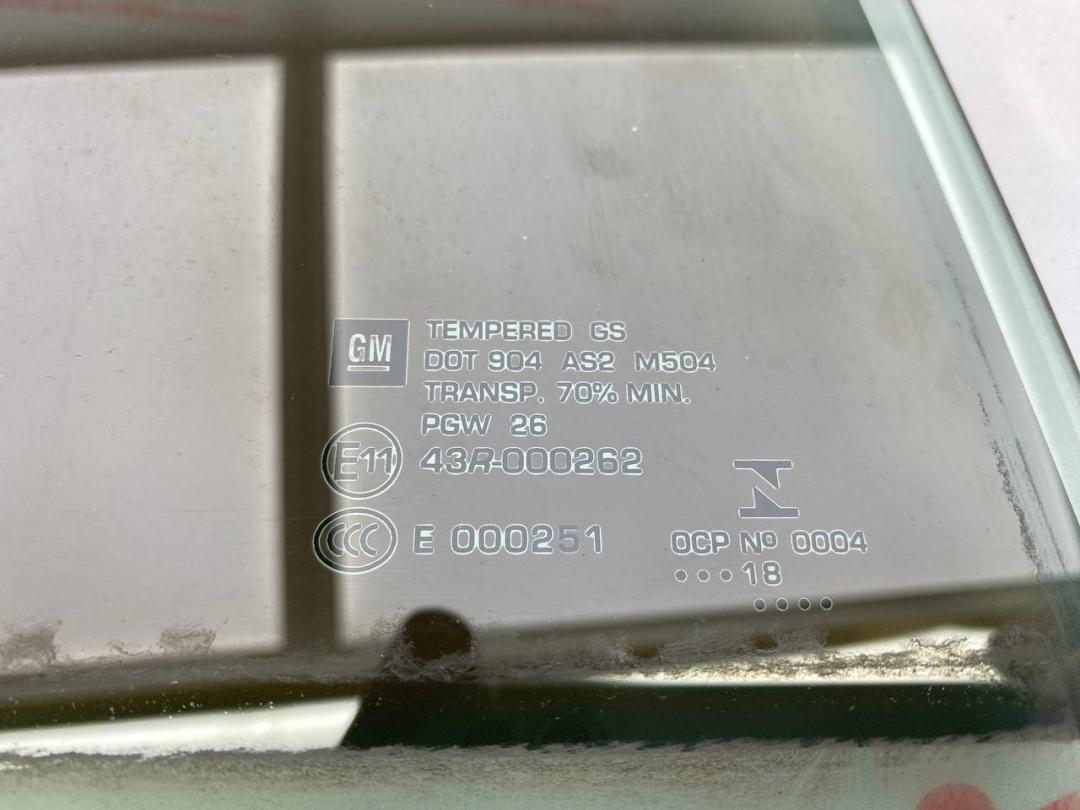 GM
TEMPERED GS
DOT 904 AS2 M504
TRANSP. 70% MIN.
PGW 26
E11 43R-000262
CCC E 000251
N
OCP Nº 0004
•••18
••••